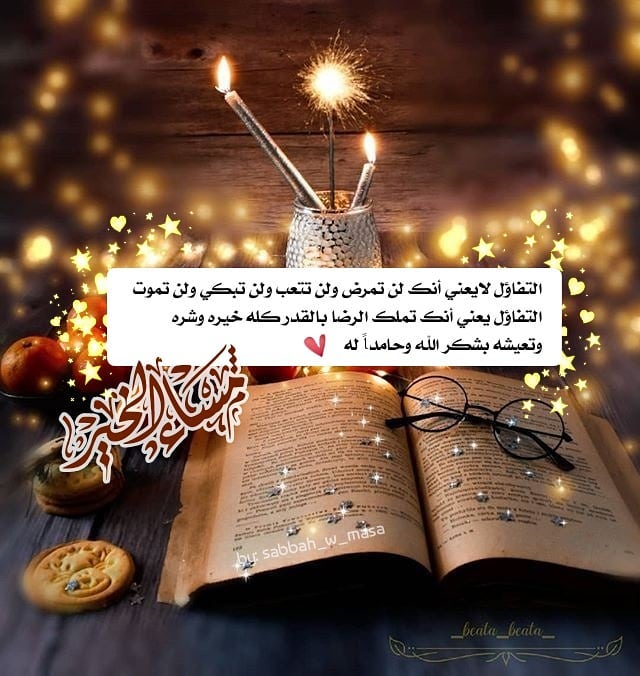 التفاؤل لايعني أنك لن تمرض ولن تتعب ولن تبكي ولن تموت
التفاؤل يعني أنك تملك الرضا بالقدر كله خيره وشره
وتعيشه بشكر الله وحامداً له
مساء الخير
by: sabbah_w_masa
_beata_beata_